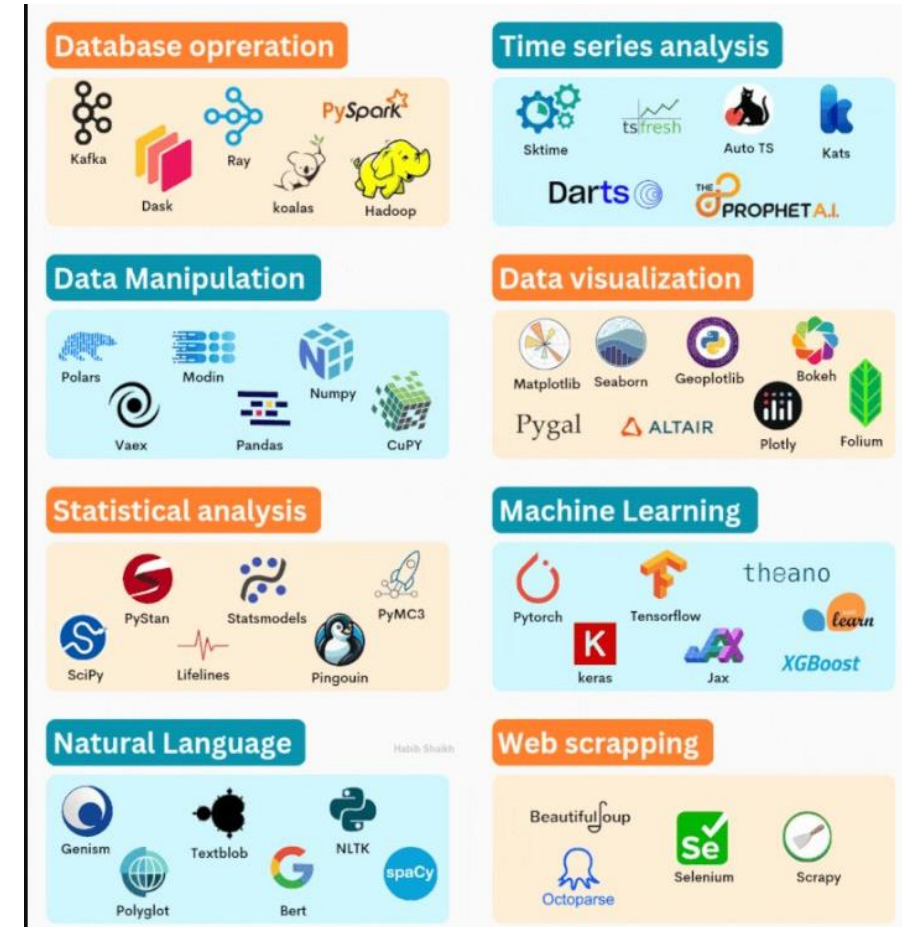 Database opreration
Kafka
Dask
Ray
koalas
PySpark
Hadoop
Time series analysis
Sktime
tsfresh
Auto TS
Kats
Darts
THE
PROPHET A.I.
Data Manipulation
Polars
Modin
N
Numpy
Vaex
Pandas
CuPY
Data visualization
Matplotlib
Seaborn
Geoplotlib
Bokeh
Pygal
ALTAIR
Plotly
Folium
Statistical analysis
PyStan
Statsmodels
PyMC3
SciPy
Lifelines
Pingouin
Machine Learning
Pytorch
Tensorflow
theano
learn
K
keras
JAX
Jax
XGBoost
Natural Language
Habib Shaikh
Genism
Textblob
NLTK
Polyglot
G
Bert
spaCy
Web scrapping
BeautifulSoup
Octoparse
Se
Selenium
Scrapy